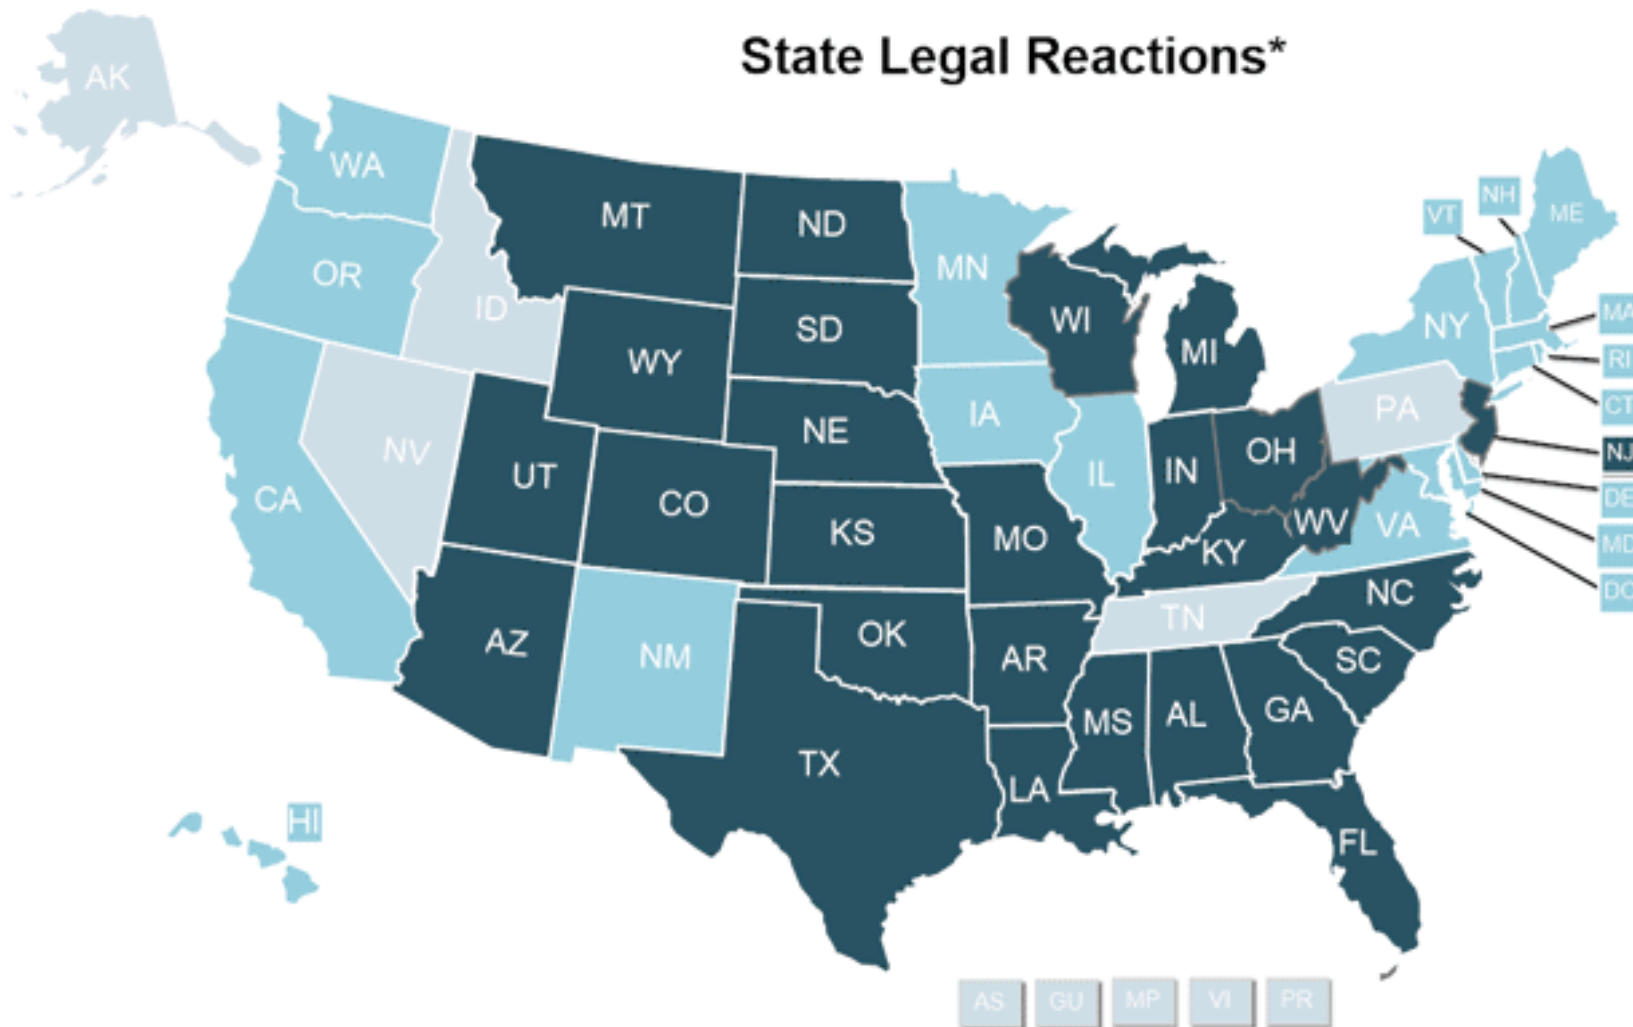 State Legal Reactions*
AK
WA
MT
ND
MN
VT
NH
ME
OR
ID
WY
SD
WI
MI
NY
MA
RI
CT
NJ
DE
MD
DC
NV
CA
UT
CO
NE
KS
IA
IL
IN
OH
PA
WV
VA
MO
KY
AZ
NM
OK
AR
TN
NC
SC
TX
LA
MS
AL
GA
FL
HI
AS
GU
MP
VI
PR